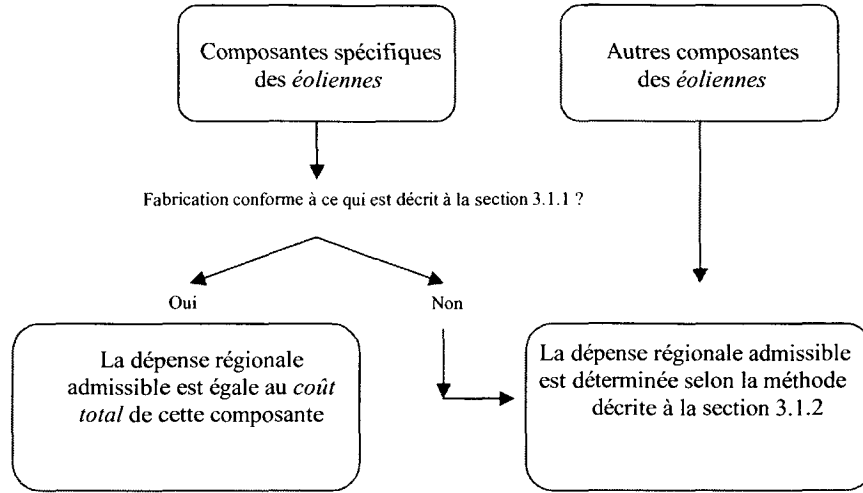 Composantes spécifiques
des éoliennes
Autres composantes
des éoliennes
Fabrication conforme à ce qui est décrit à la section 3.1.1 ?
Oui
Non
La dépense régionale
admissible est égale au coût
total de cette composante
La dépense régionale admissible
est déterminée selon la méthode
décrite à la section 3.1.2